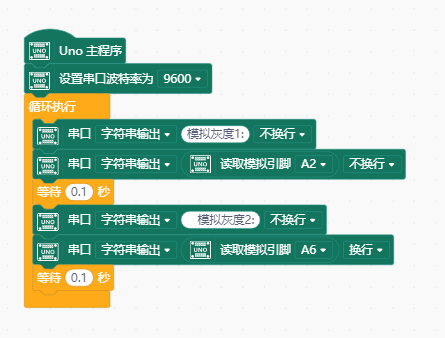 UNO Uno 主程序
UNO 设置串口波特率为 9600
循环执行
UNO 串口 字符串输出 模拟灰度1: 不换行
UNO 串口 字符串输出 UNO 读取模拟引脚 A2 不换行
等待 0.1 秒
UNO 串口 字符串输出 模拟灰度2: 不换行
UNO 串口 字符串输出 UNO 读取模拟引脚 A6 换行
等待 0.1 秒